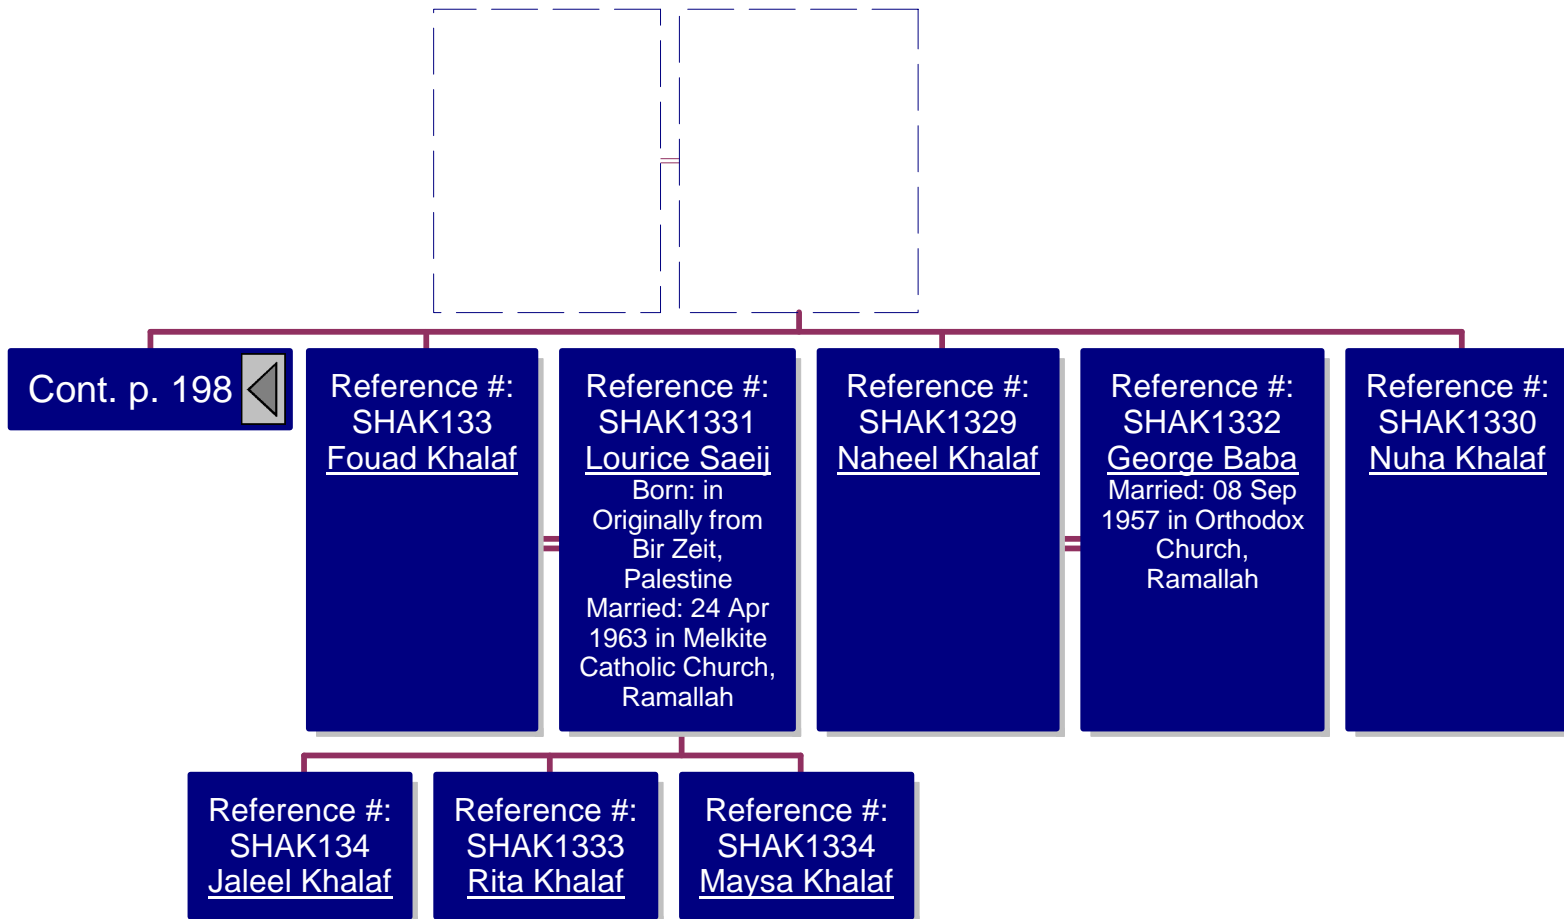 Cont. p. 198
Reference #:
SHAK133
Fouad Khalaf
Reference #:
SHAK1331
Lourice Saeij
Born: in
Originally from
Bir Zeit,
Palestine
Married: 24 Apr
1963 in Melkite
Catholic Church,
Ramallah
Reference #:
SHAK1329
Naheel Khalaf
Reference #:
SHAK1332
George Baba
Married: 08 Sep
1957 in Orthodox
Church,
Ramallah
Reference #:
SHAK1330
Nuha Khalaf
Reference #:
SHAK134
Jaleel Khalaf
Reference #:
SHAK1333
Rita Khalaf
Reference #:
SHAK1334
Maysa Khalaf